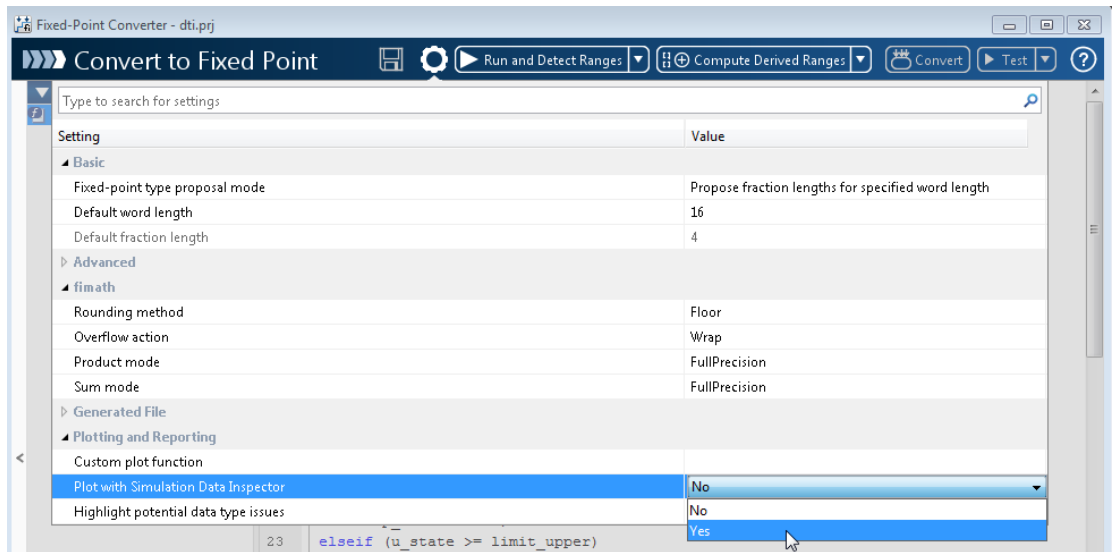 Fixed-Point Converter - dti.prj
Convert to Fixed Point Run and Detect Ranges Compute Derived Ranges Convert Test ?
Type to search for settings
Setting Value
Basic
Fixed-point type proposal mode Propose fraction lengths for specified word length
Default word length 16
Default fraction length 4
Advanced
fimath
Rounding method Floor
Overflow action Wrap
Product mode FullPrecision
Sum mode FullPrecision
Generated File
Plotting and Reporting
Custom plot function
Plot with Simulation Data Inspector No
Highlight potential data type issues No
Yes
23 elseif (u_state >= limit_upper)